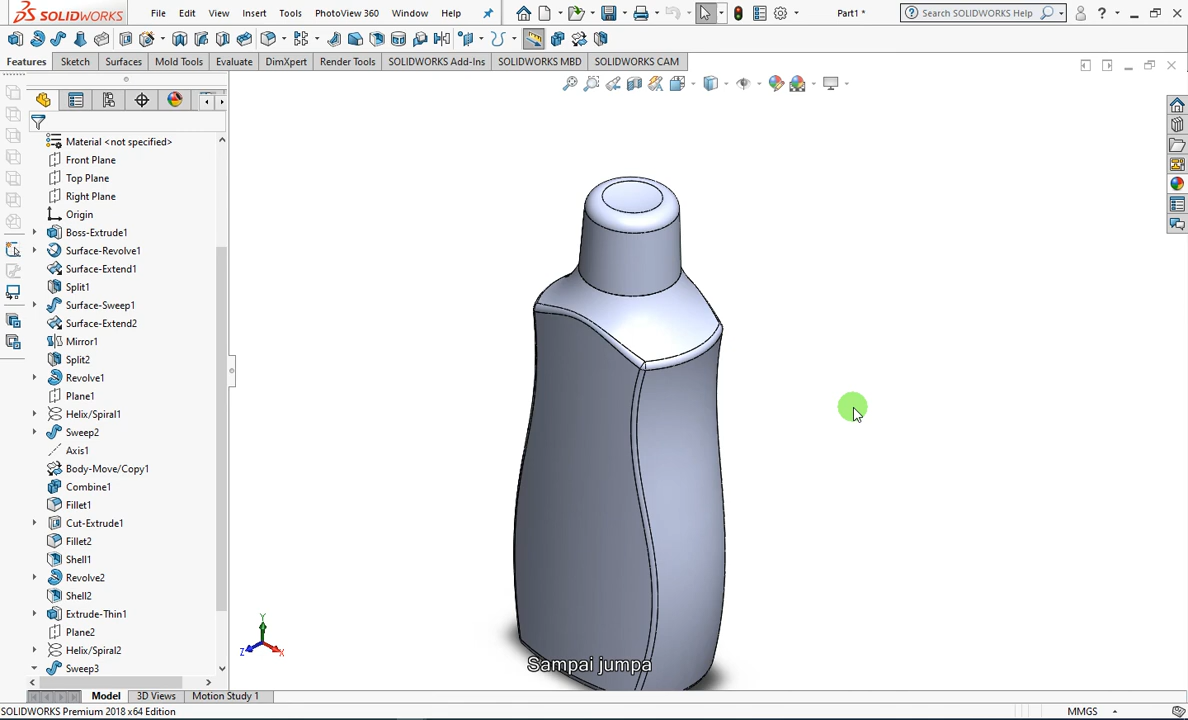 SOLIDWORKS
File Edit View Insert Tools PhotoView 360 Window Help
Part1 *
Search SOLIDWORKS Help
Features Sketch Surfaces Mold Tools Evaluate DimXpert Render Tools SOLIDWORKS Add-Ins SOLIDWORKS MBD SOLIDWORKS CAM
Material <not specified>
Front Plane
Top Plane
Right Plane
Origin
Boss-Extrude1
Surface-Revolve1
Surface-Extend1
Split1
Surface-Sweep1
Surface-Extend2
Mirror1
Split2
Revolve1
Plane1
Helix/Spiral1
Sweep2
Axis1
Body-Move/Copy1
Combine1
Fillet1
Cut-Extrude1
Fillet2
Shell1
Revolve2
Shell2
Extrude-Thin1
Plane2
Helix/Spiral2
Sweep3
Y
Z
X
Sampai jumpa
Model 3D Views Motion Study 1
SOLIDWORKS Premium 2018 x64 Edition
MMGS